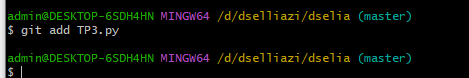 admin@DESKTOP-6SDH4HN MINGW64 /d/dselliazi/dselia (master)
$ git add TP3.py
admin@DESKTOP-6SDH4HN MINGW64 /d/dselliazi/dselia (master)
$